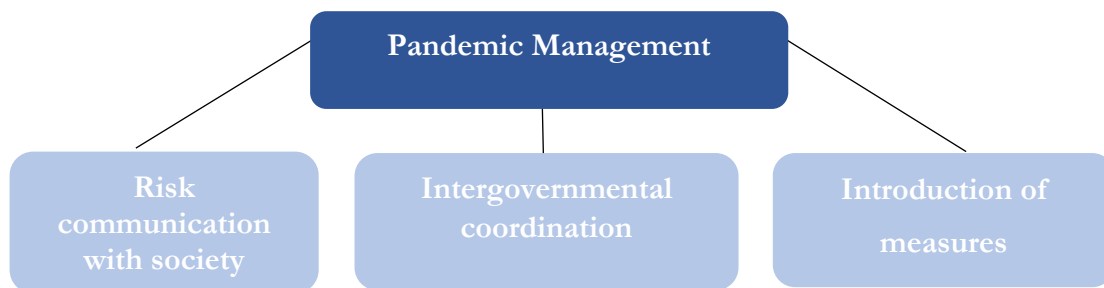 Pandemic Management
Risk
communication
with society
Intergovernmental
coordination
Introduction of
measures